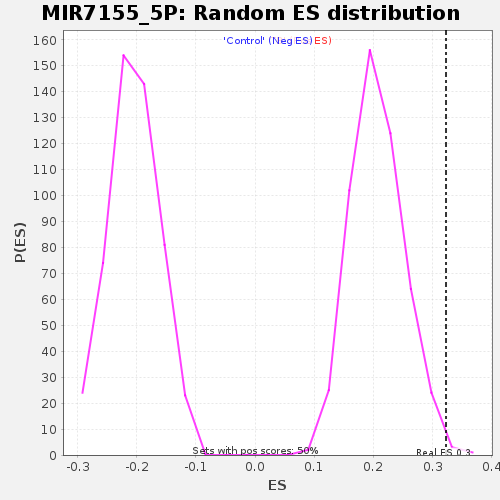 MIR7155_5P: Random ES distribution
'Control' (Neg ES) ES)
160
150
140
130
120
110
100
90
80
70
60
50
40
30
20
10
0
P(ES)
Sets with pos scores: 50%
Real ES 0.3
-0.3 -0.2 -0.1 0.0 0.1 0.2 0.3 0.4
ES